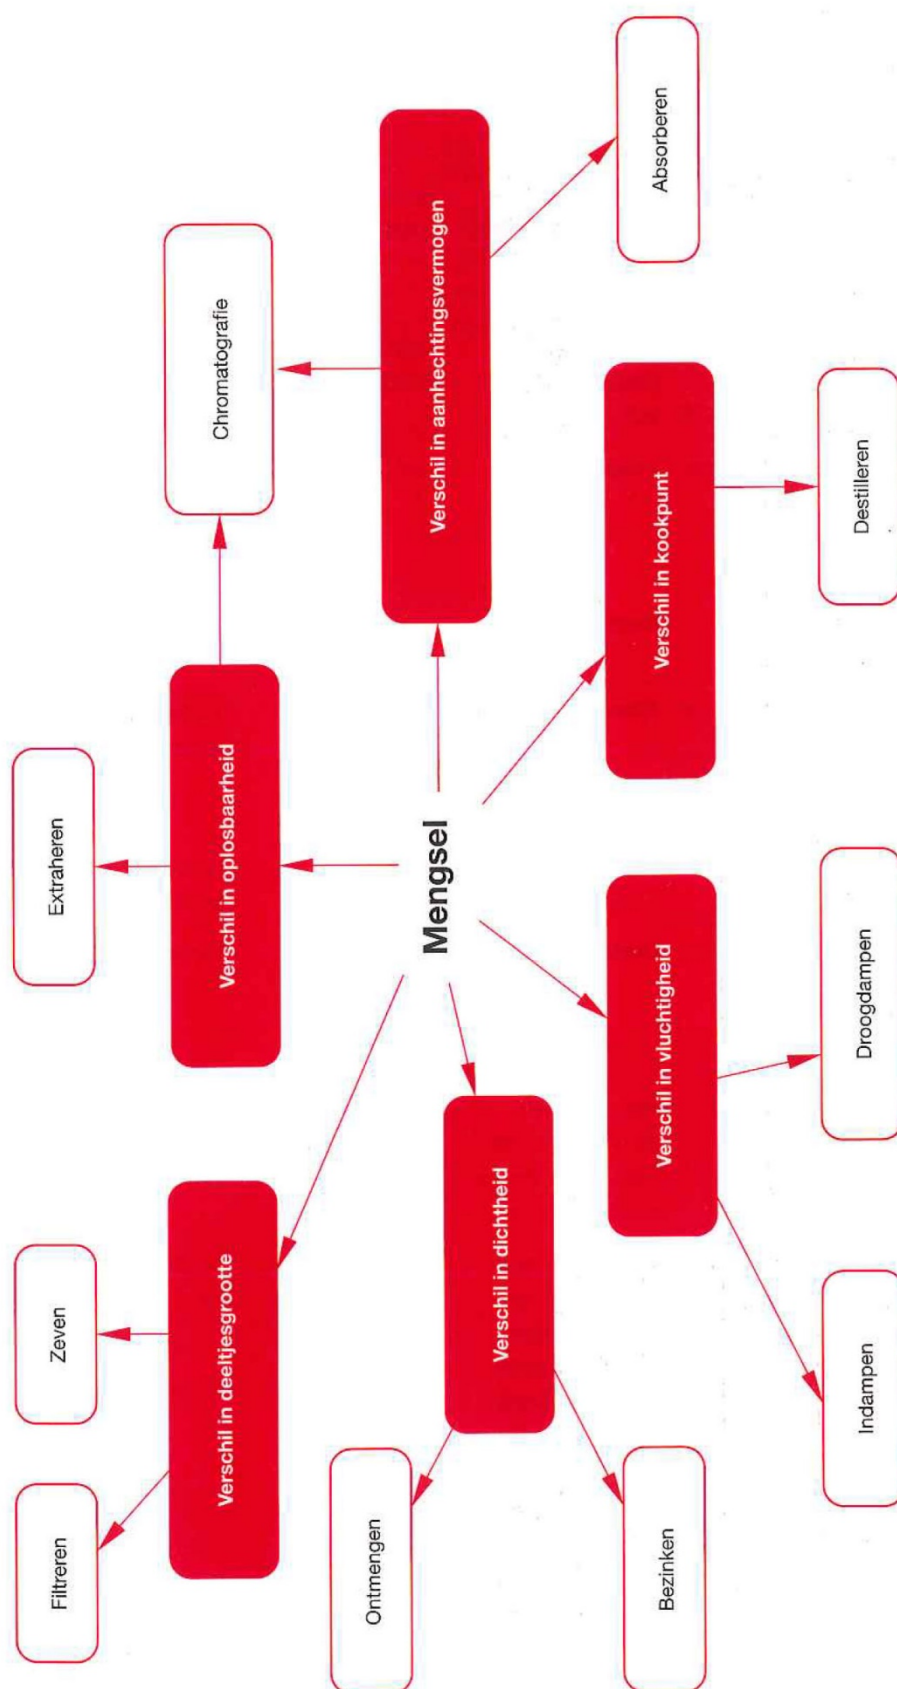 Filtreren
Zeven
Extraheren
Verschil in deeltjesgrootte
Verschil in oplosbaarheid
Chromatografie
Ontmengen
Verschil in dichtheid
Mengsel
Verschil in aanhechtingsvermogen
Bezinken
Verschil in vluchtigheid
Verschil in kookpunt
Absorberen
Indampen
Droogdampen
Destilleren